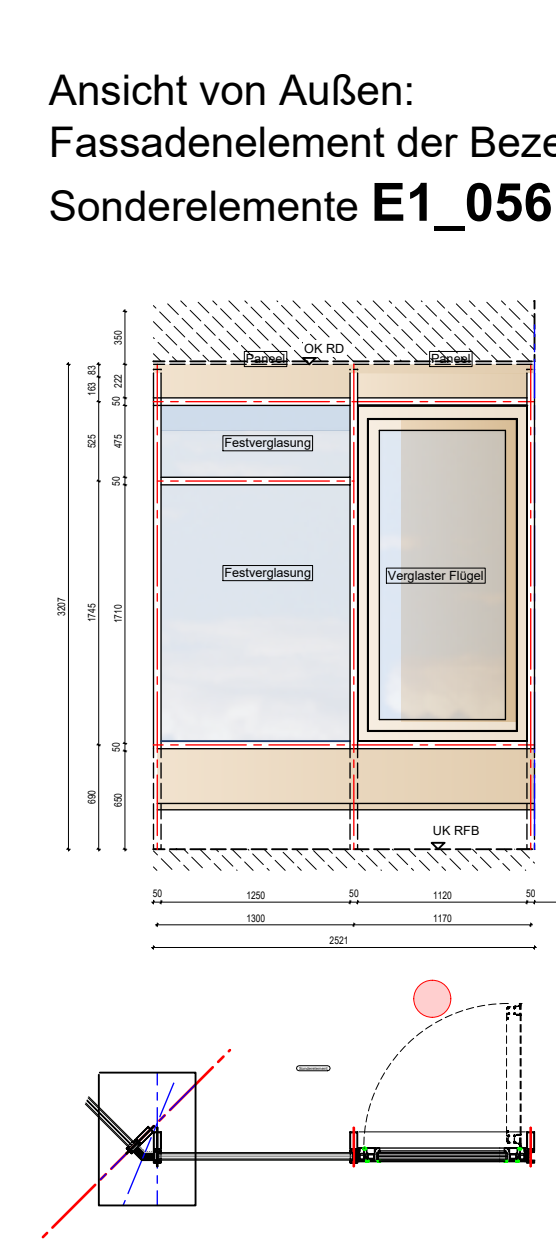 Ansicht von Außen:
Fassadenelement der Beze
Sonderelemente E1_056
350
OK RD
Paneel
Paneel
83
163
222
50
525
475
Festverglasung
50
Festverglasung
Verglaster Flügel
3207
1745
1710
50
690
650
UK RFB
50
1250
50
1120
50
1300
1170
2521